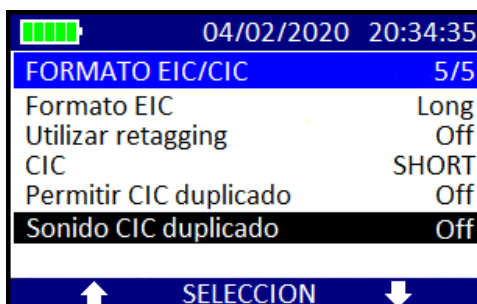 04/02/2020 20:34:35
FORMATO EIC/CIC 5/5
Formato EIC Long
Utilizar retagging Off
CIC SHORT
Permitir CIC duplicado Off
Sonido CIC duplicado Off
SELECCION